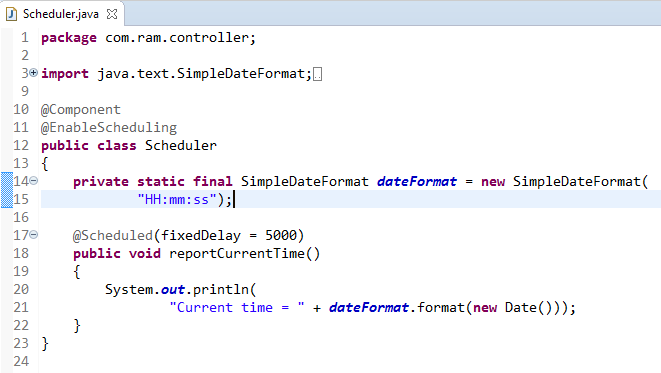 Scheduler.java
1 package com.ram.controller;
2
3 import java.text.SimpleDateFormat;
9
10 @Component
11 @EnableScheduling
12 public class Scheduler
13 {
14     private static final SimpleDateFormat dateFormat = new SimpleDateFormat(
15             "HH:mm:ss");
16
17     @Scheduled(fixedDelay = 5000)
18     public void reportCurrentTime()
19     {
20         System.out.println(
21                 "Current time = " + dateFormat.format(new Date()));
22     }
23 }
24